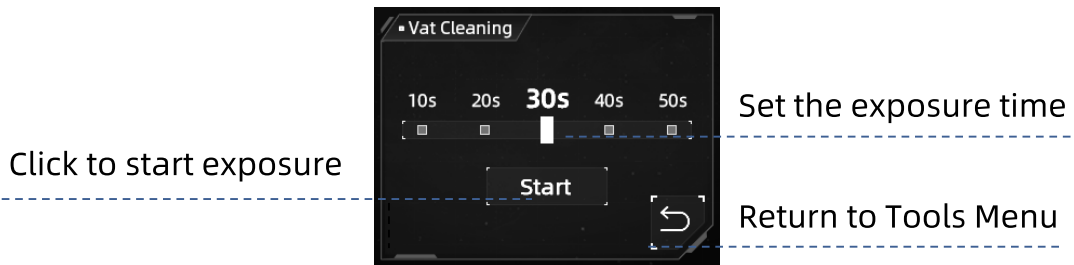 Vat Cleaning
10s 20s 30s 40s 50s
Set the exposure time
Click to start exposure
Start
Return to Tools Menu